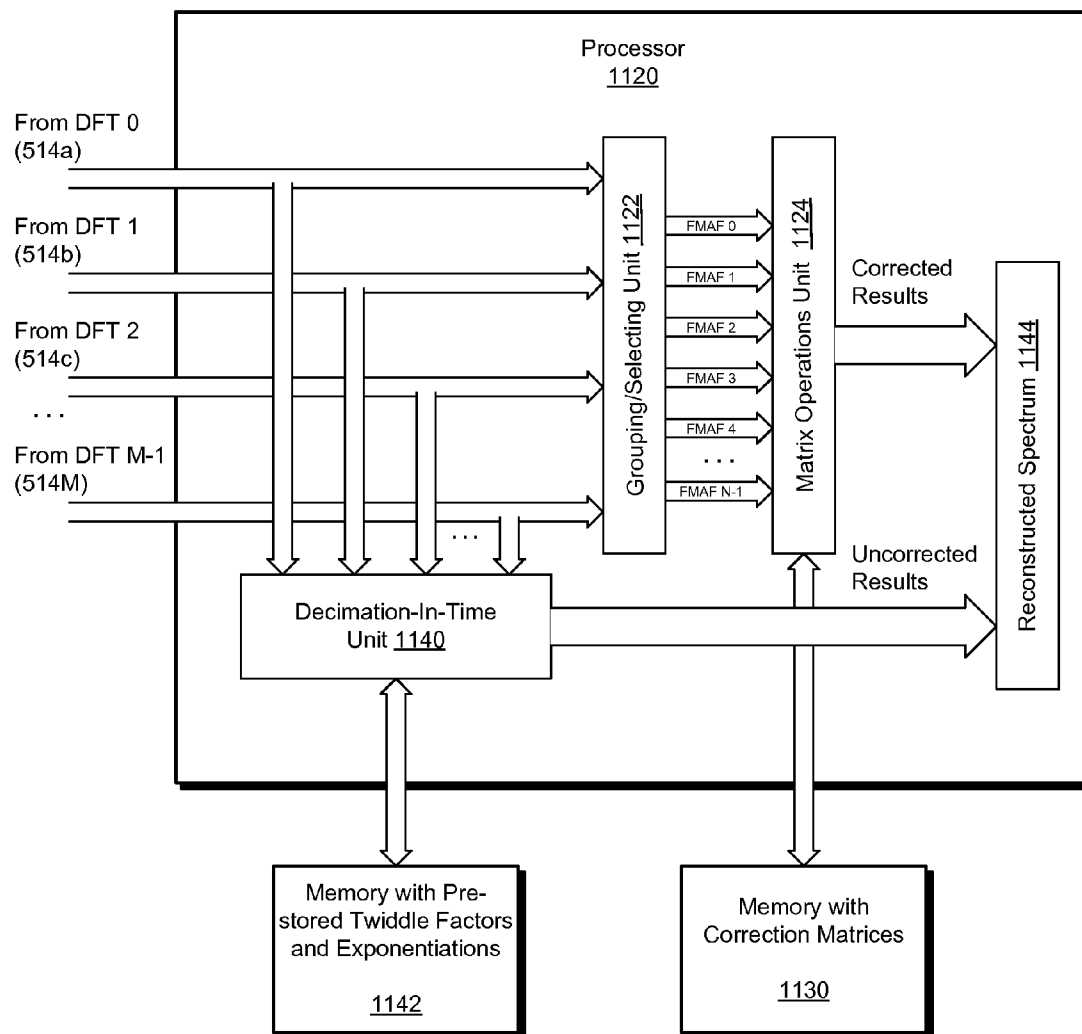 Processor
1120
From DFT 0
(514a)
From DFT 1
(514b)
From DFT 2
(514c)
. . .
From DFT M-1
(514M)
Grouping/Selecting Unit 1122
FMAF 0
FMAF 1
FMAF 2
FMAF 3
FMAF 4
. . .
FMAF N-1
Matrix Operations Unit 1124
Corrected
Results
Reconstructed Spectrum 1144
. . .
Uncorrected
Results
Decimation-In-Time
Unit 1140
Memory with Pre-
stored Twiddle Factors
and Exponentiations
1142
Memory with
Correction Matrices
1130